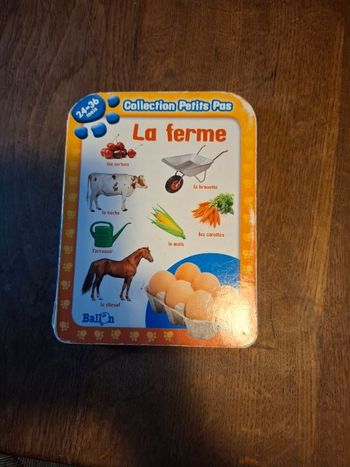 24-36
mois
Collection Petits Pas
La ferme
les cerises
la brouette
la vache
les carottes
le maïs
l'arrosoir
le cheval
Ballon